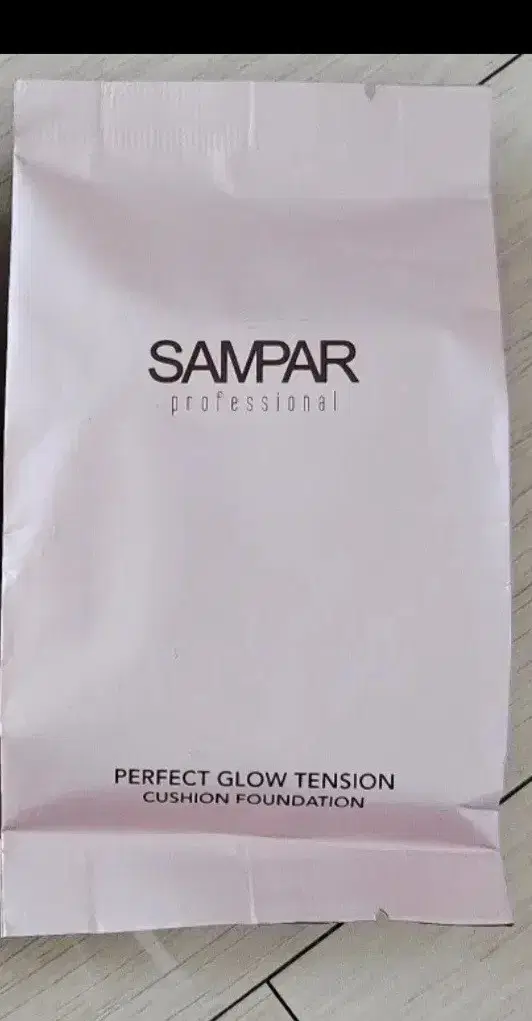 SAMPAR
professional
PERFECT GLOW TENSION
CUSHION FOUNDATION